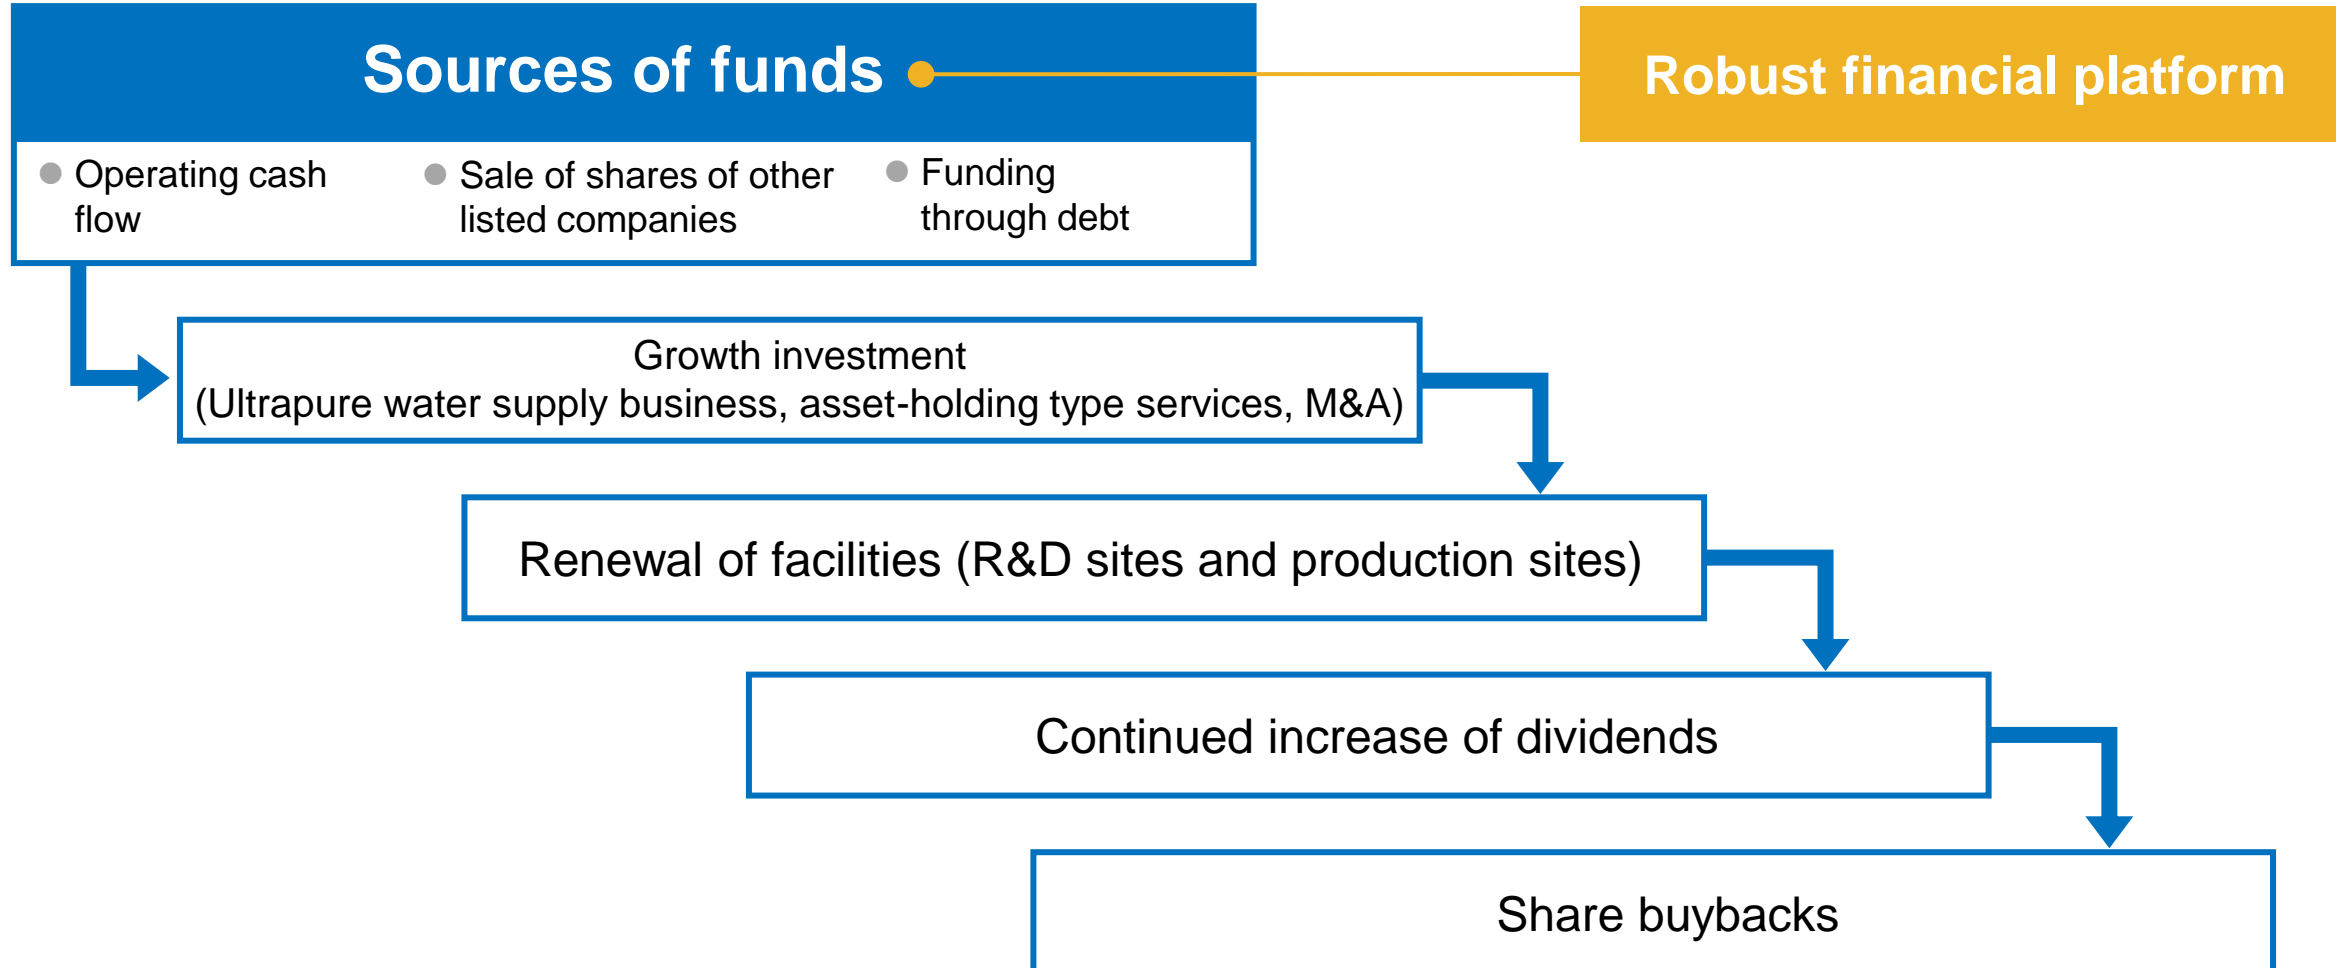 Sources of funds
Robust financial platform
Operating cash
flow
Sale of shares of other
listed companies
Funding
through debt
Growth investment
(Ultrapure water supply business, asset-holding type services, M&A)
Renewal of facilities (R&D sites and production sites)
Continued increase of dividends
Share buybacks